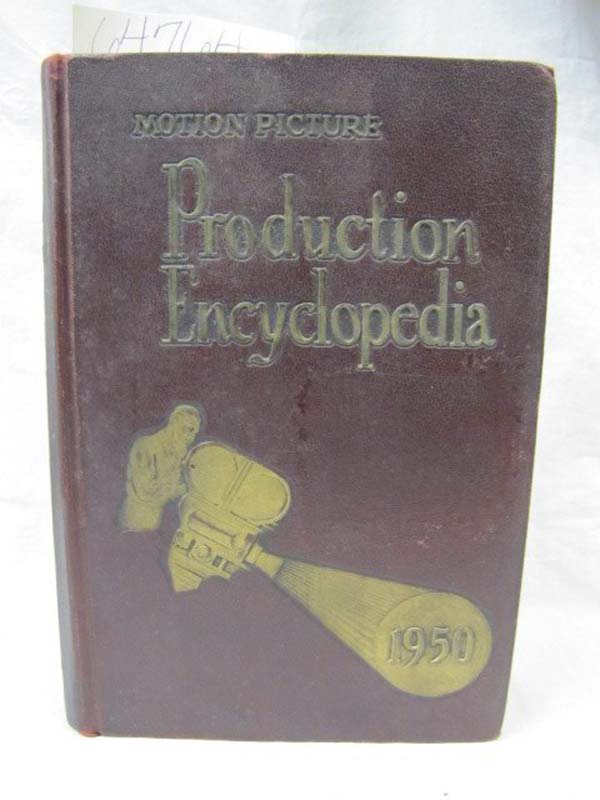 MOTION PICTURE
Production
Encyclopedia
1950